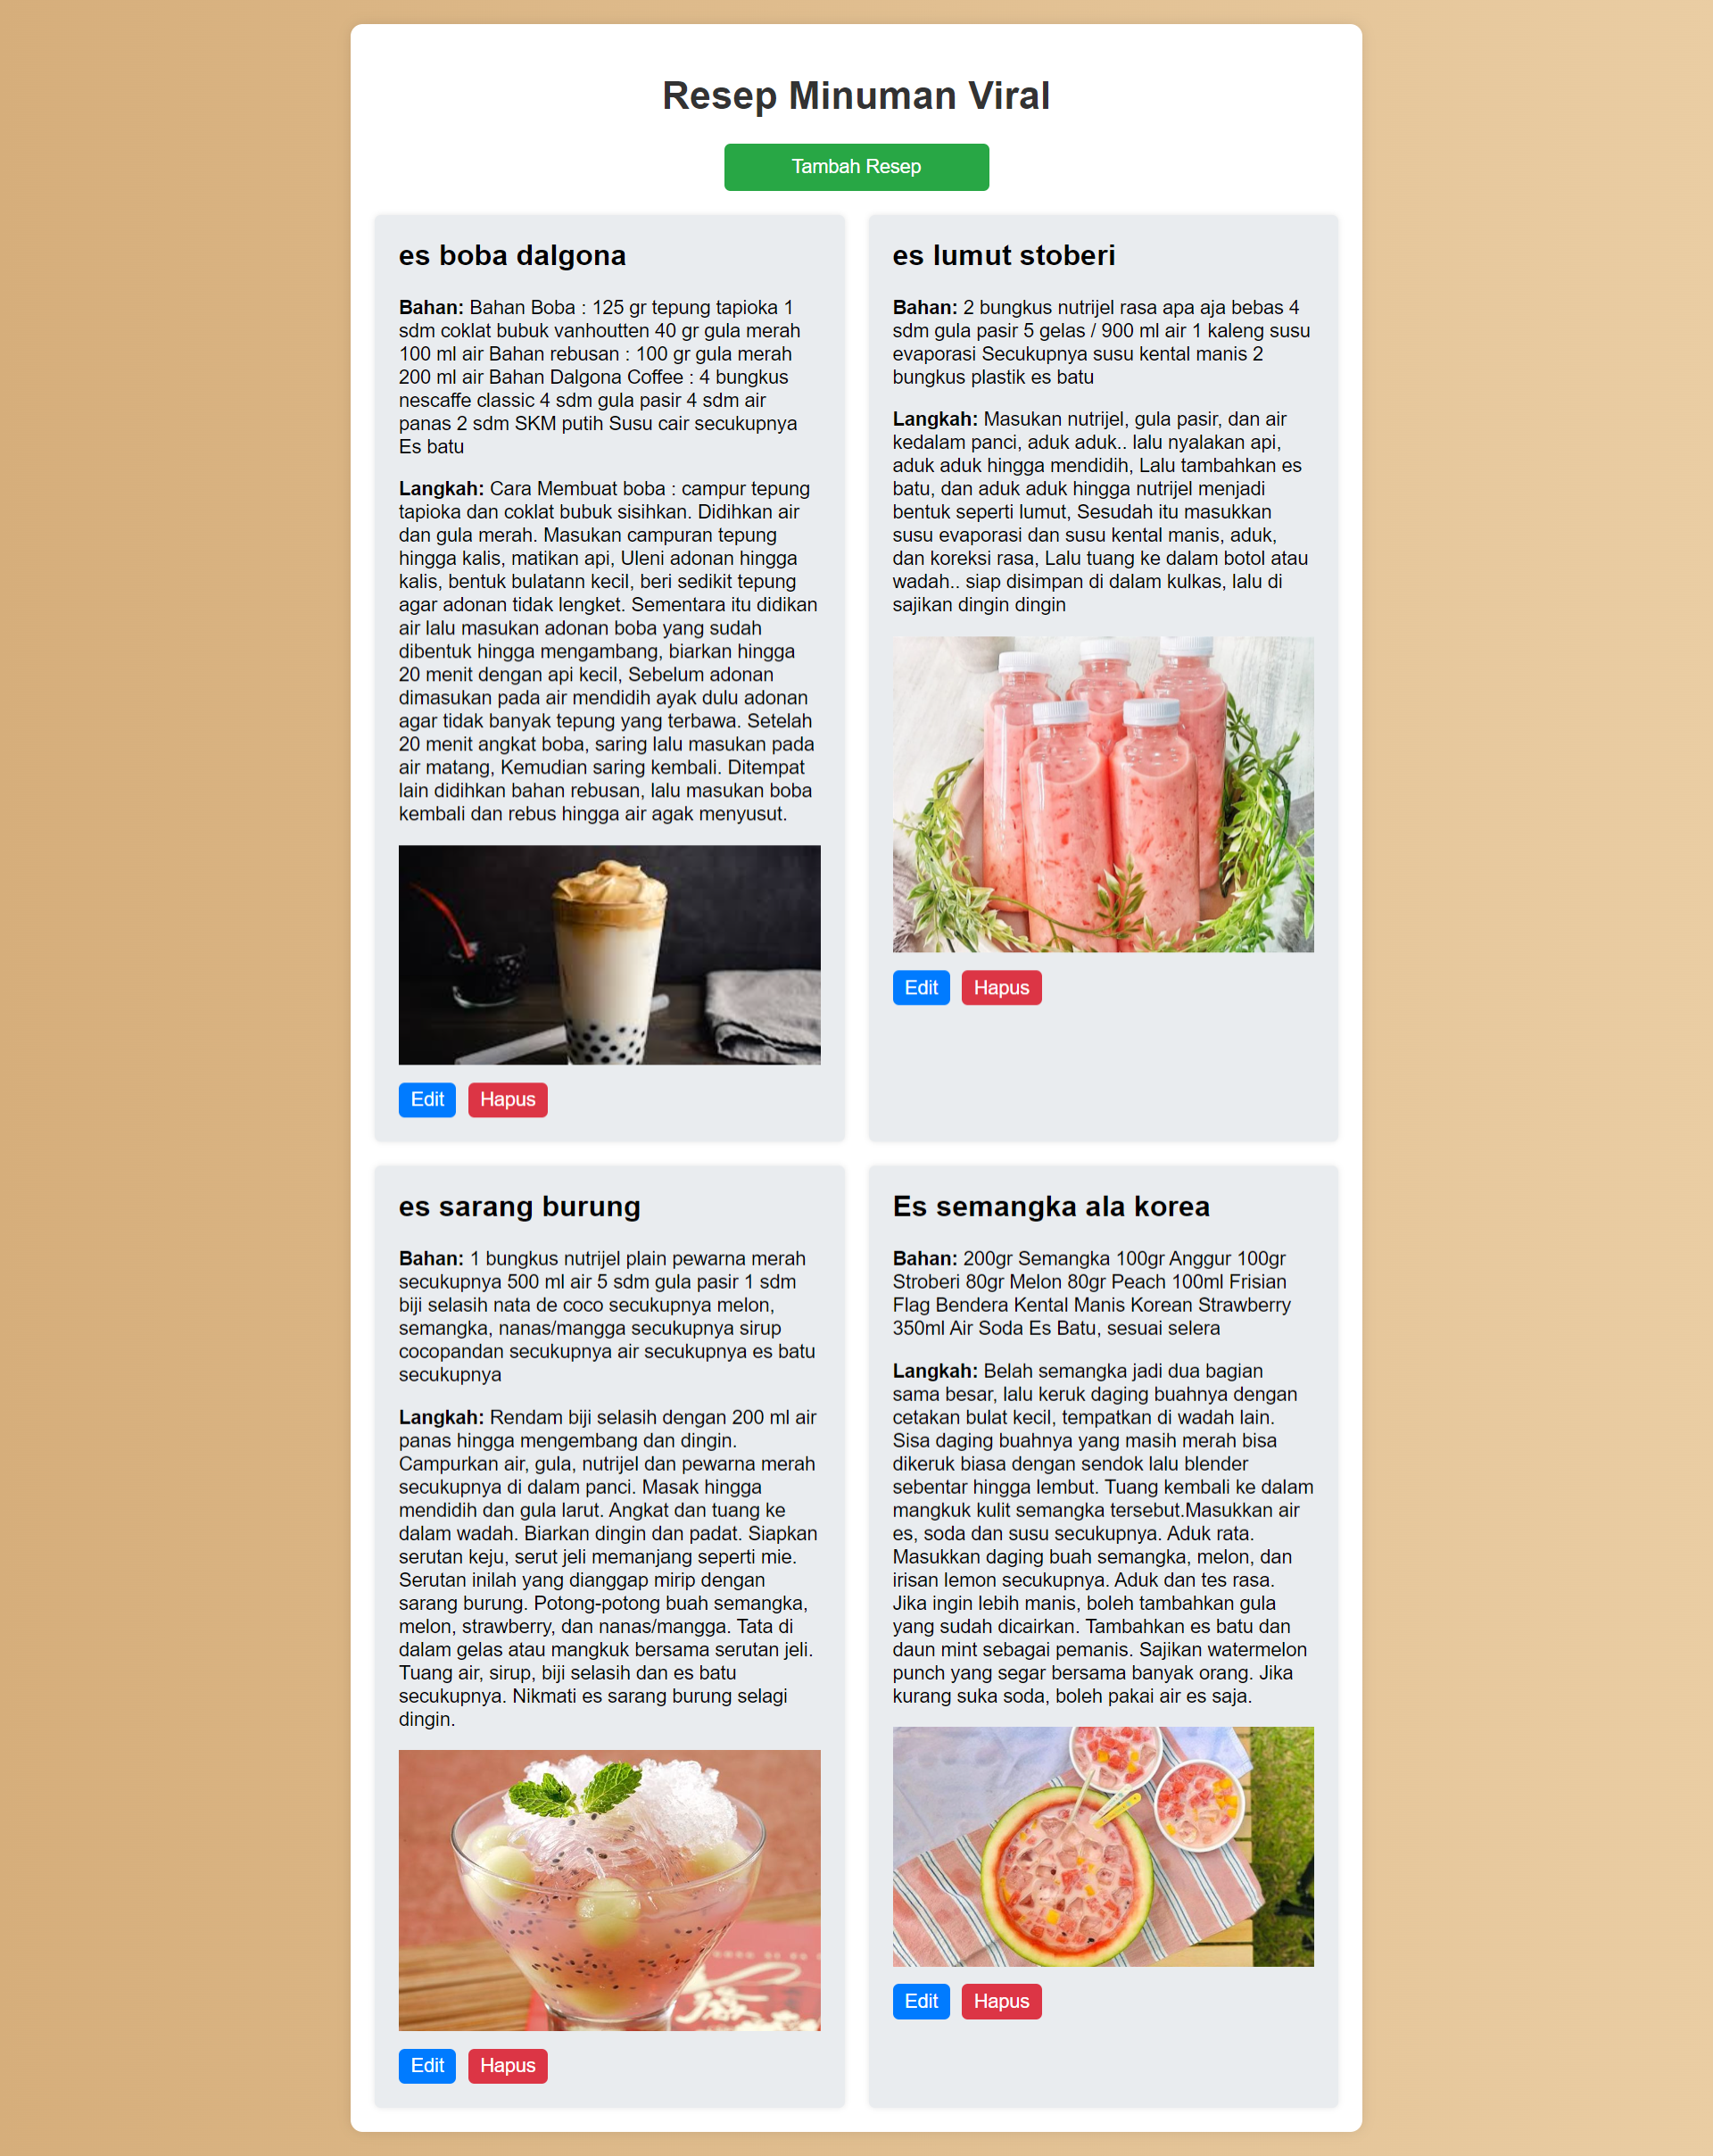 Resep Minuman Viral
Tambah Resep
es boba dalgona
Bahan: Bahan Boba : 125 gr tepung tapioka 1
sdm coklat bubuk vanhoutten 40 gr gula merah
100 ml air Bahan rebusan : 100 gr gula merah
200 ml air Bahan Dalgona Coffee : 4 bungkus
nescaffe classic 4 sdm gula pasir 4 sdm air
panas 2 sdm SKM putih Susu cair secukupnya
Es batu
Langkah: Cara Membuat boba : campur tepung
tapioka dan coklat bubuk sisihkan. Didihkan air
dan gula merah. Masukan campuran tepung
hingga kalis, matikan api, Uleni adonan hingga
kalis, bentuk bulatann kecil, beri sedikit tepung
agar adonan tidak lengket. Sementara itu didikan
air lalu masukan adonan boba yang sudah
dibentuk hingga mengambang, biarkan hingga
20 menit dengan api kecil, Sebelum adonan
dimasukan pada air mendidih ayak dulu adonan
agar tidak banyak tepung yang terbawa. Setelah
20 menit angkat boba, saring lalu masukan pada
air matang, Kemudian saring kembali. Ditempat
lain didihkan bahan rebusan, lalu masukan boba
kembali dan rebus hingga air agak menyusut.
Edit Hapus
es lumut stoberi
Bahan: 2 bungkus nutrijel rasa apa aja bebas 4
sdm gula pasir 5 gelas / 900 ml air 1 kaleng susu
evaporasi Secukupnya susu kental manis 2
bungkus plastik es batu
Langkah: Masukan nutrijel, gula pasir, dan air
kedalam panci, aduk aduk.. lalu nyalakan api,
aduk aduk hingga mendidih, Lalu tambahkan es
batu, dan aduk aduk hingga nutrijel menjadi
bentuk seperti lumut, Sesudah itu masukkan
susu evaporasi dan susu kental manis, aduk,
dan koreksi rasa, Lalu tuang ke dalam botol atau
wadah.. siap disimpan di dalam kulkas, lalu di
sajikan dingin dingin
Edit Hapus
es sarang burung
Bahan: 1 bungkus nutrijel plain pewarna merah
secukupnya 500 ml air 5 sdm gula pasir 1 sdm
biji selasih nata de coco secukupnya melon,
semangka, nanas/mangga secukupnya sirup
cocopandan secukupnya air secukupnya es batu
secukupnya
Langkah: Rendam biji selasih dengan 200 ml air
panas hingga mengembang dan dingin.
Campurkan air, gula, nutrijel dan pewarna merah
secukupnya di dalam panci. Masak hingga
mendidih dan gula larut. Angkat dan tuang ke
dalam wadah. Biarkan dingin dan padat. Siapkan
serutan keju, serut jeli memanjang seperti mie.
Serutan inilah yang dianggap mirip dengan
sarang burung. Potong-potong buah semangka,
melon, strawberry, dan nanas/mangga. Tata di
dalam gelas atau mangkuk bersama serutan jeli.
Tuang air, sirup, biji selasih dan es batu
secukupnya. Nikmati es sarang burung selagi
dingin.
Edit Hapus
Es semangka ala korea
Bahan: 200gr Semangka 100gr Anggur 100gr
Stroberi 80gr Melon 80gr Peach 100ml Frisian
Flag Bendera Kental Manis Korean Strawberry
350ml Air Soda Es Batu, sesuai selera
Langkah: Belah semangka jadi dua bagian
sama besar, lalu keruk daging buahnya dengan
cetakan bulat kecil, tempatkan di wadah lain.
Sisa daging buahnya yang masih merah bisa
dikeruk biasa dengan sendok lalu blender
sebentar hingga lembut. Tuang kembali ke dalam
mangkuk kulit semangka tersebut.Masukkan air
es, soda dan susu secukupnya. Aduk rata.
Masukkan daging buah semangka, melon, dan
irisan lemon secukupnya. Aduk dan tes rasa.
Jika ingin lebih manis, boleh tambahkan gula
yang sudah dicairkan. Tambahkan es batu dan
daun mint sebagai pemanis. Sajikan watermelon
punch yang segar bersama banyak orang. Jika
kurang suka soda, boleh pakai air es saja.
Edit Hapus